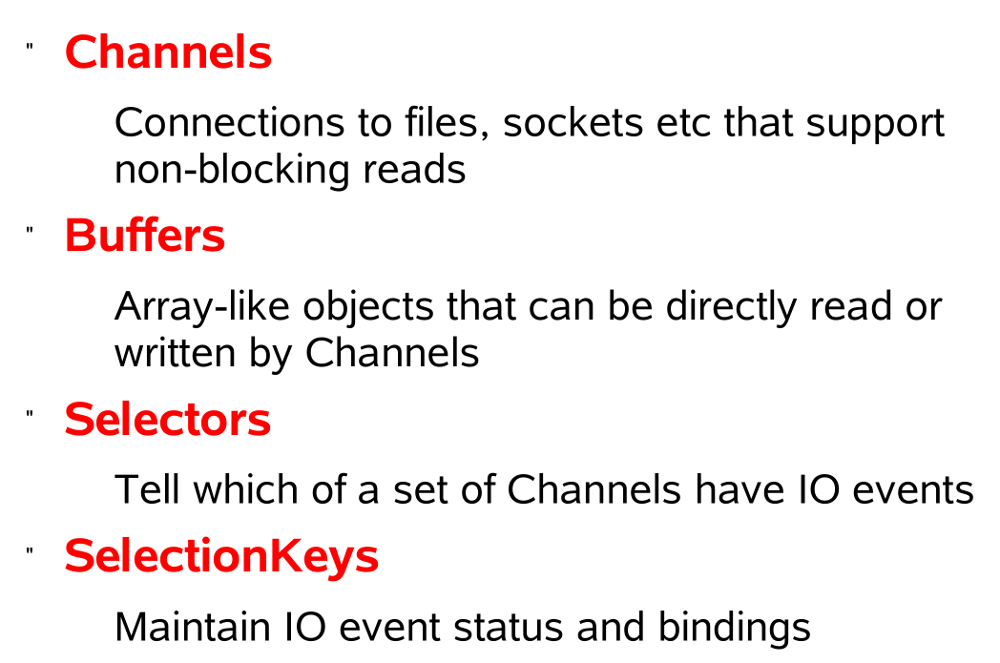 " Channels
Connections to files, sockets etc that support
non-blocking reads
" Buffers
Array-like objects that can be directly read or
written by Channels
" Selectors
Tell which of a set of Channels have IO events
" SelectionKeys
Maintain IO event status and bindings